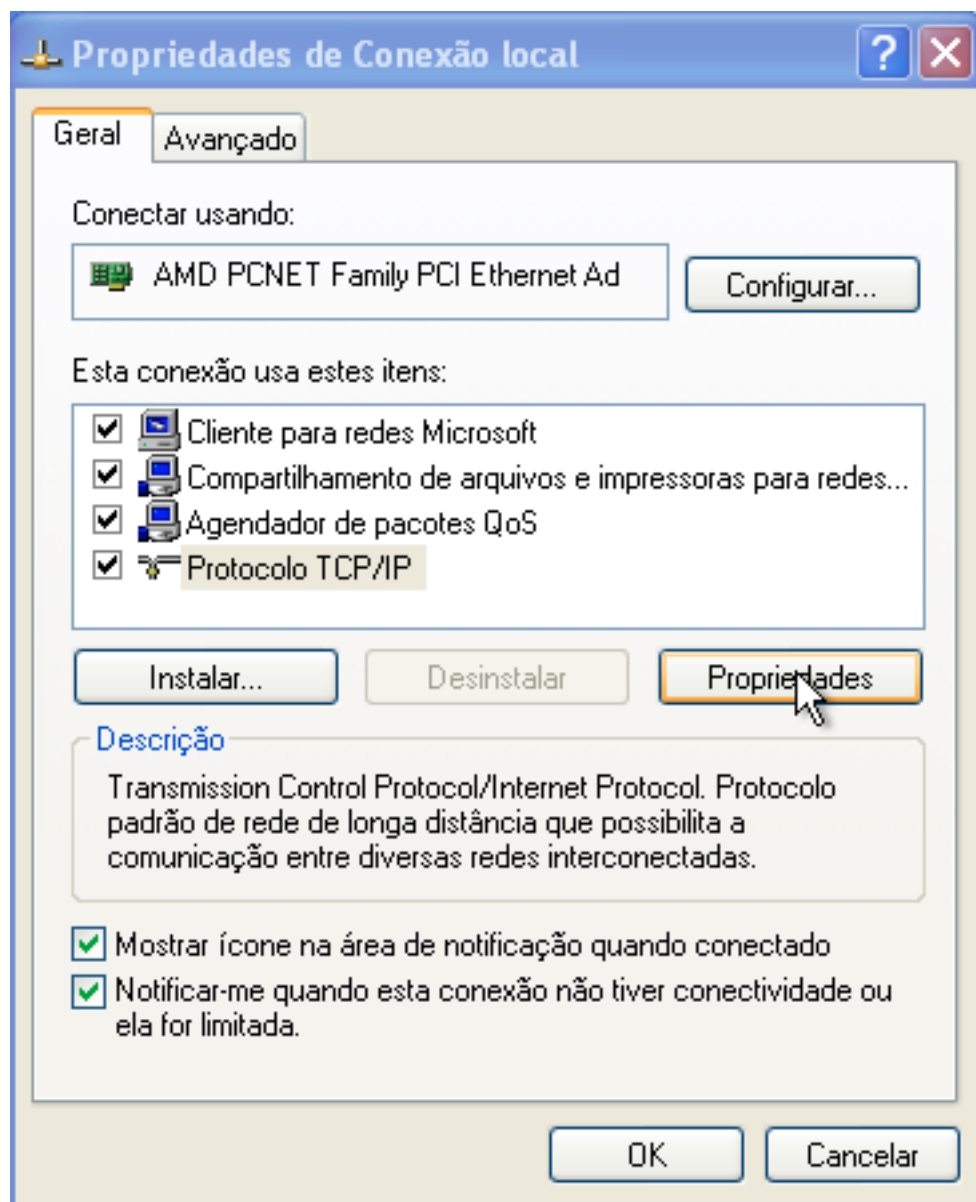 Propriedades de Conexão local
Geral
Avançado
Conectar usando:
AMD PCNET Family PCI Ethernet Ad
Configurar...
Esta conexão usa estes itens:
Cliente para redes Microsoft
Compartilhamento de arquivos e impressoras para redes...
Agendador de pacotes QoS
Protocolo TCP/IP
Instalar...
Desinstalar
Propriedades
Descrição
Transmission Control Protocol/Internet Protocol. Protocolo
padrão de rede de longa distância que possibilita a
comunicação entre diversas redes interconectadas.
Mostrar ícone na área de notificação quando conectado
Notificar-me quando esta conexão não tiver conectividade ou
ela for limitada.
OK
Cancelar